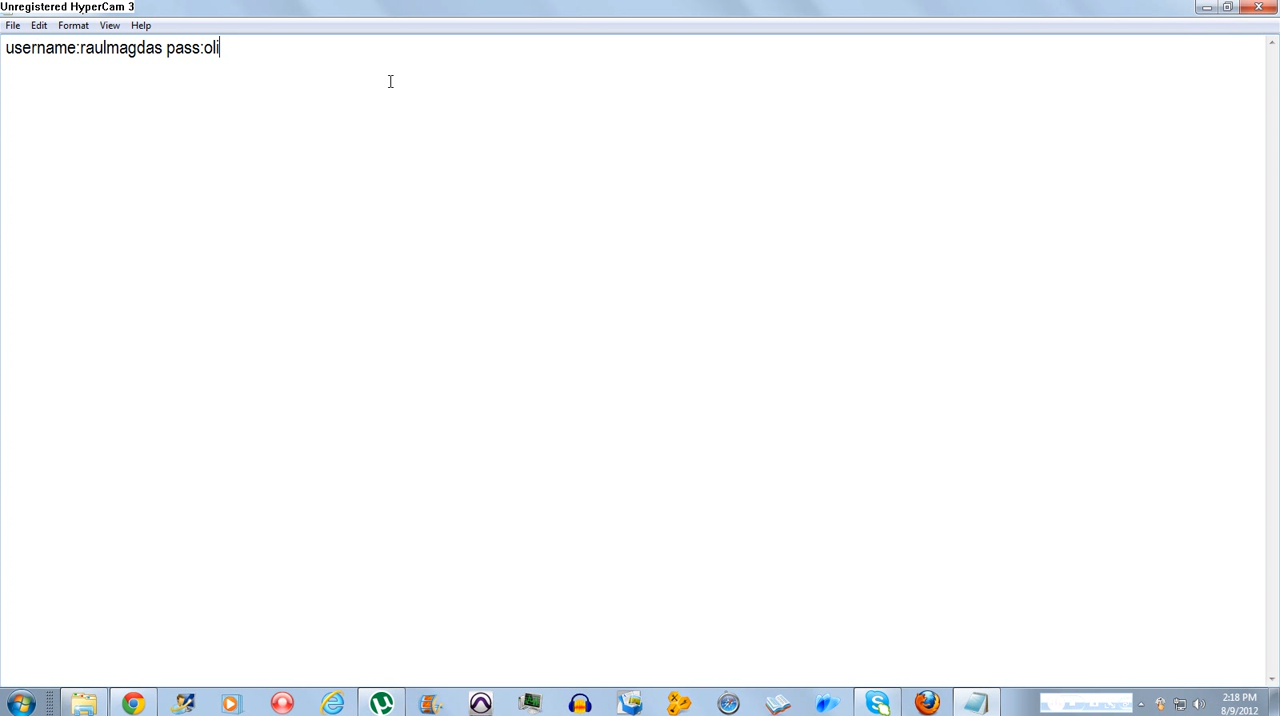 Unregistered HyperCam 3
File Edit Format View Help
username:raulmagdas pass:oli
2:18 PM
8/9/2012